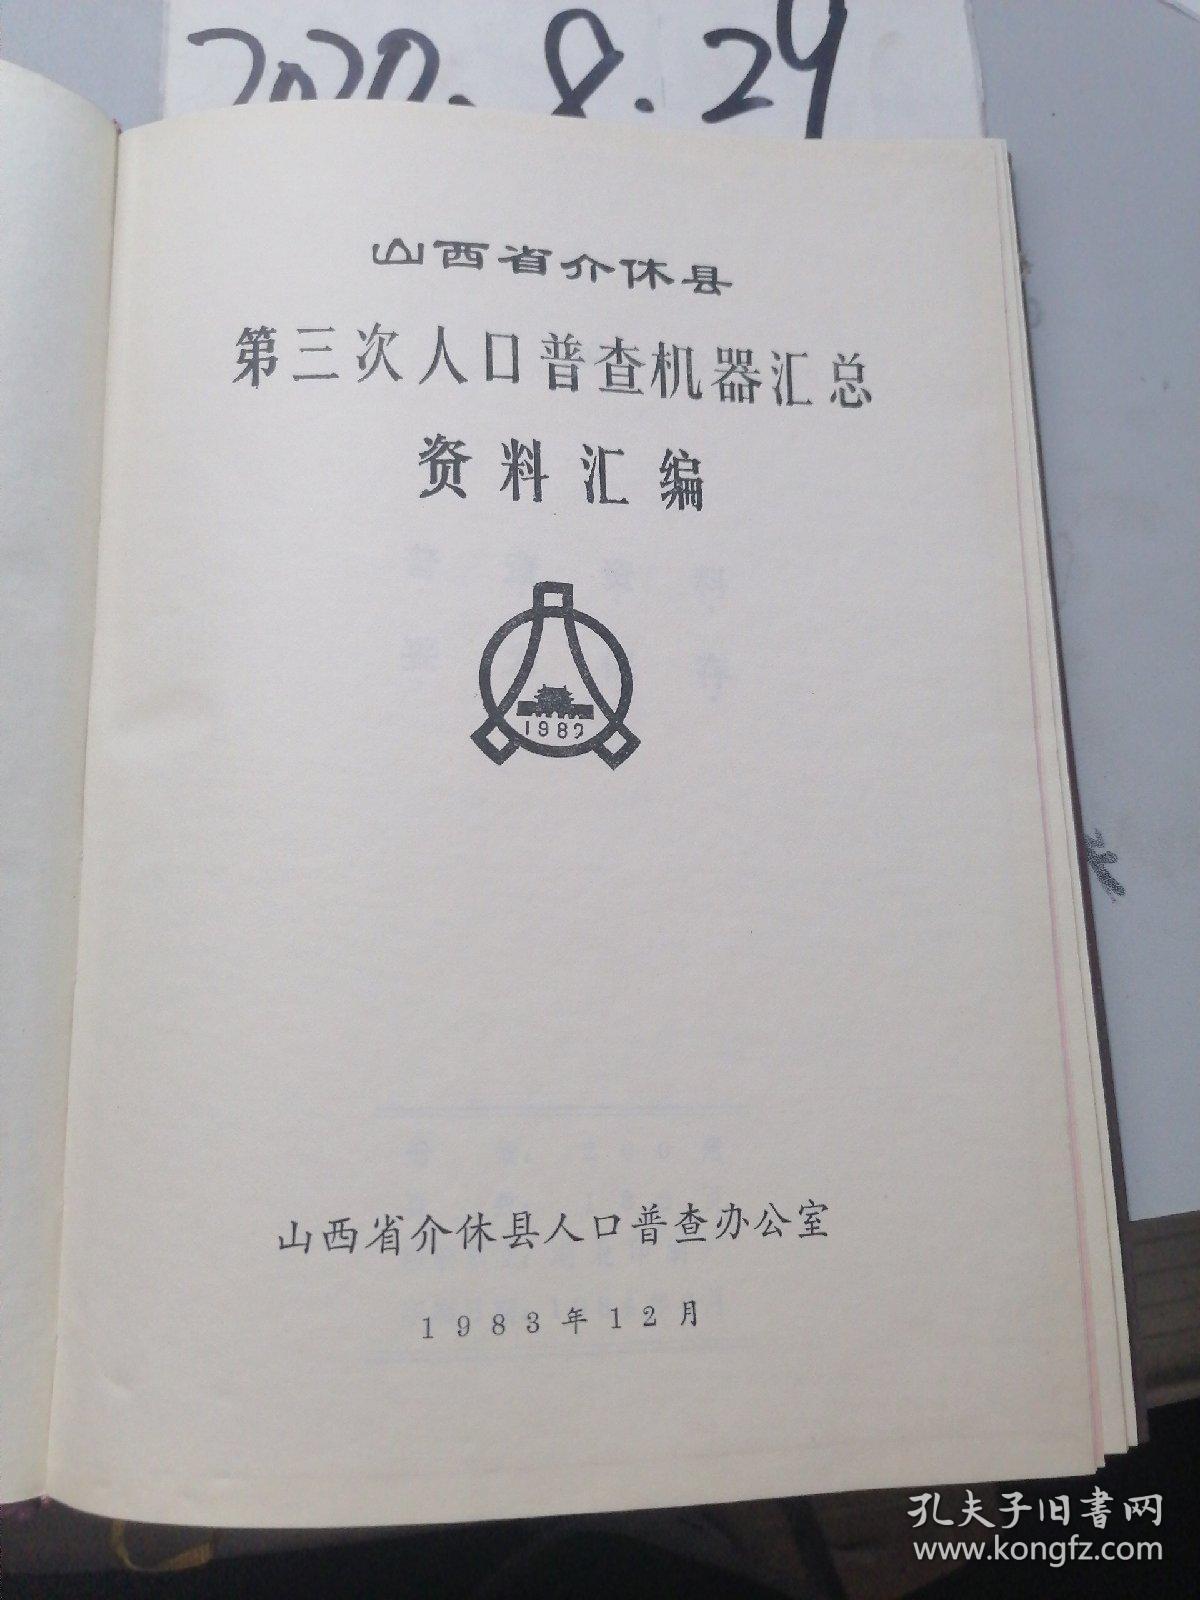 2020.8.29
山西省介休县
第三次人口普查机器汇总
资料汇编
1982
山西省介休县人口普查办公室
1983年12月
孔夫子旧書网
www.kongfz.com